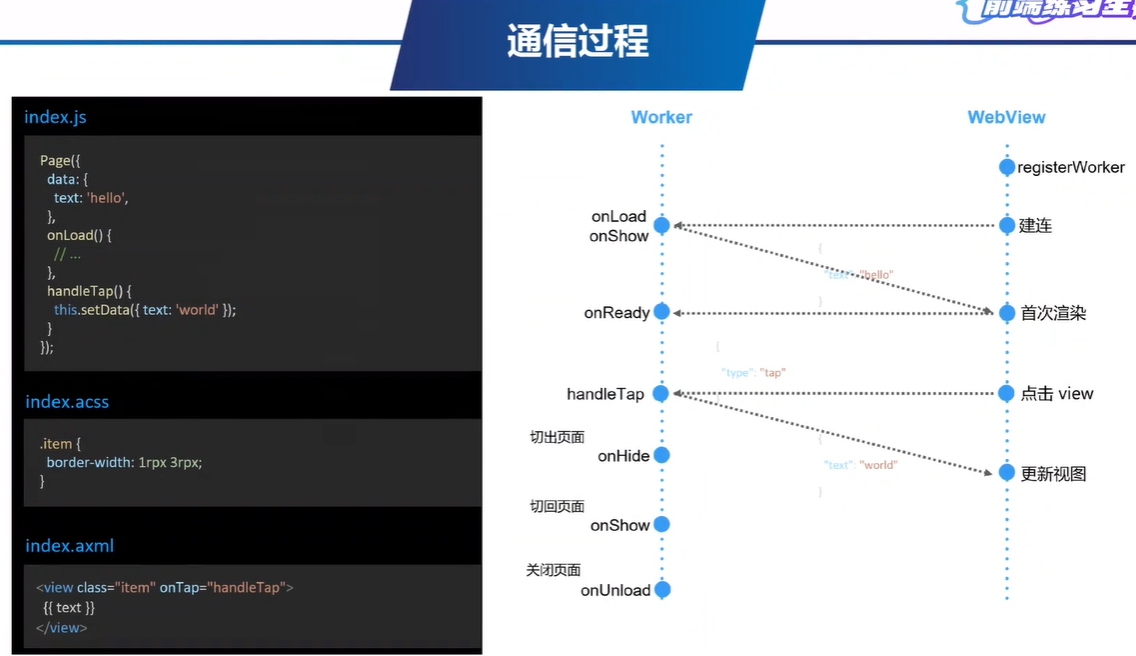 前端练习生
通信过程
index.js
Page({
data: {
text: 'hello',
},
onLoad() {
// ...
},
handleTap() {
this.setData({ text: 'world' });
}
});
index.acss
.item {
border-width: 1rpx 3rpx;
}
index.axml
<view class="item" onTap="handleTap">
{{ text }}
</view>
Worker
WebView
registerWorker
onLoad
onShow
建连
{
"text": "hello"
}
onReady
首次渲染
{
"type": "tap"
}
handleTap
点击 view
切出页面
onHide
{
"text": "world"
}
更新视图
切回页面
onShow
关闭页面
onUnload